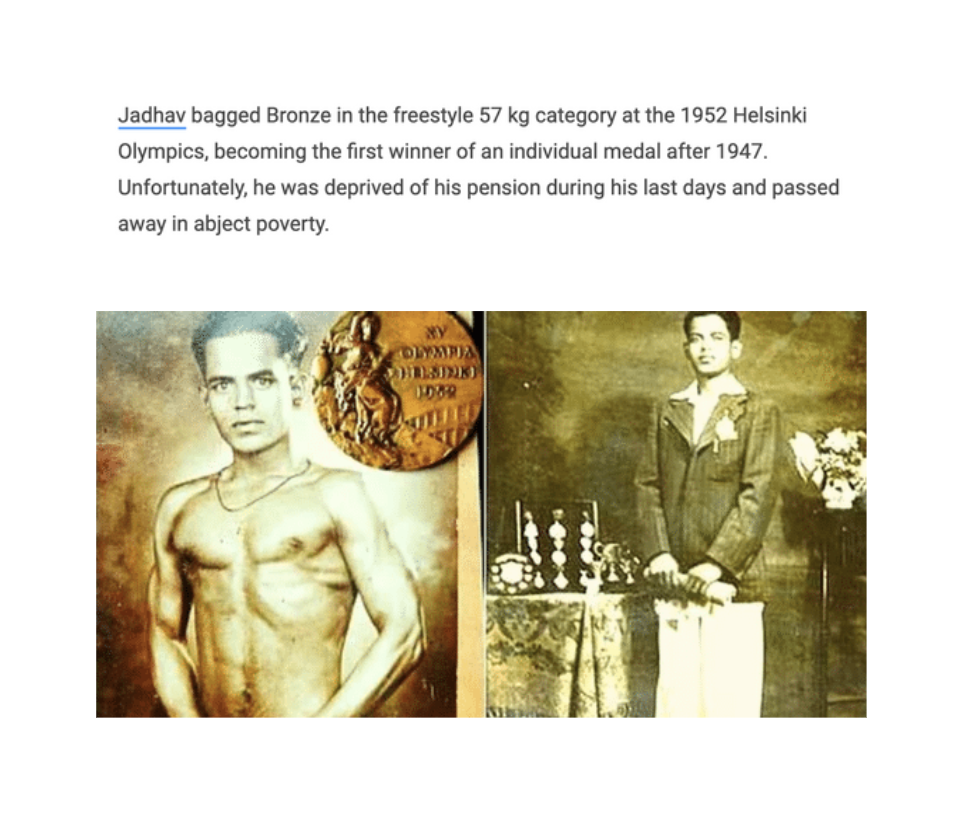 Jadhav bagged Bronze in the freestyle 57 kg category at the 1952 Helsinki
Olympics, becoming the first winner of an individual medal after 1947.
Unfortunately, he was deprived of his pension during his last days and passed
away in abject poverty.
XV
OLYMPIA
HELSINKI
1952